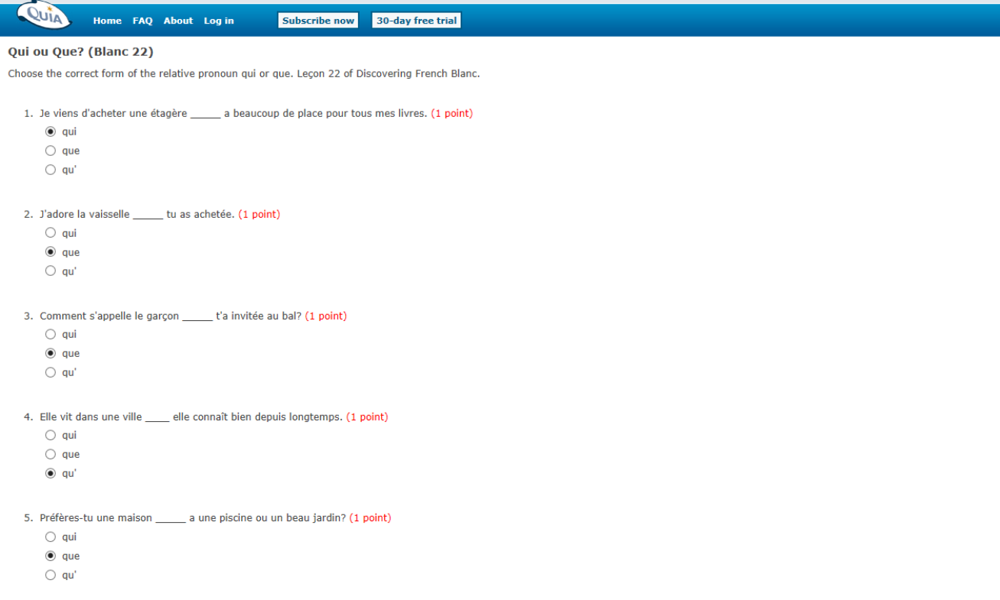 QUIA
Home FAQ About Log in Subscribe now 30-day free trial
Qui ou Que? (Blanc 22)
Choose the correct form of the relative pronoun qui or que. Leçon 22 of Discovering French Blanc.
1. Je viens d'acheter une étagère _____ a beaucoup de place pour tous mes livres. (1 point)
qui
que
qu'
2. J'adore la vaisselle _____ tu as achetée. (1 point)
qui
que
qu'
3. Comment s'appelle le garçon _____ t'a invitée au bal? (1 point)
qui
que
qu'
4. Elle vit dans une ville ____ elle connaît bien depuis longtemps. (1 point)
qui
que
qu'
5. Préfères-tu une maison _____ a une piscine ou un beau jardin? (1 point)
qui
que
qu'